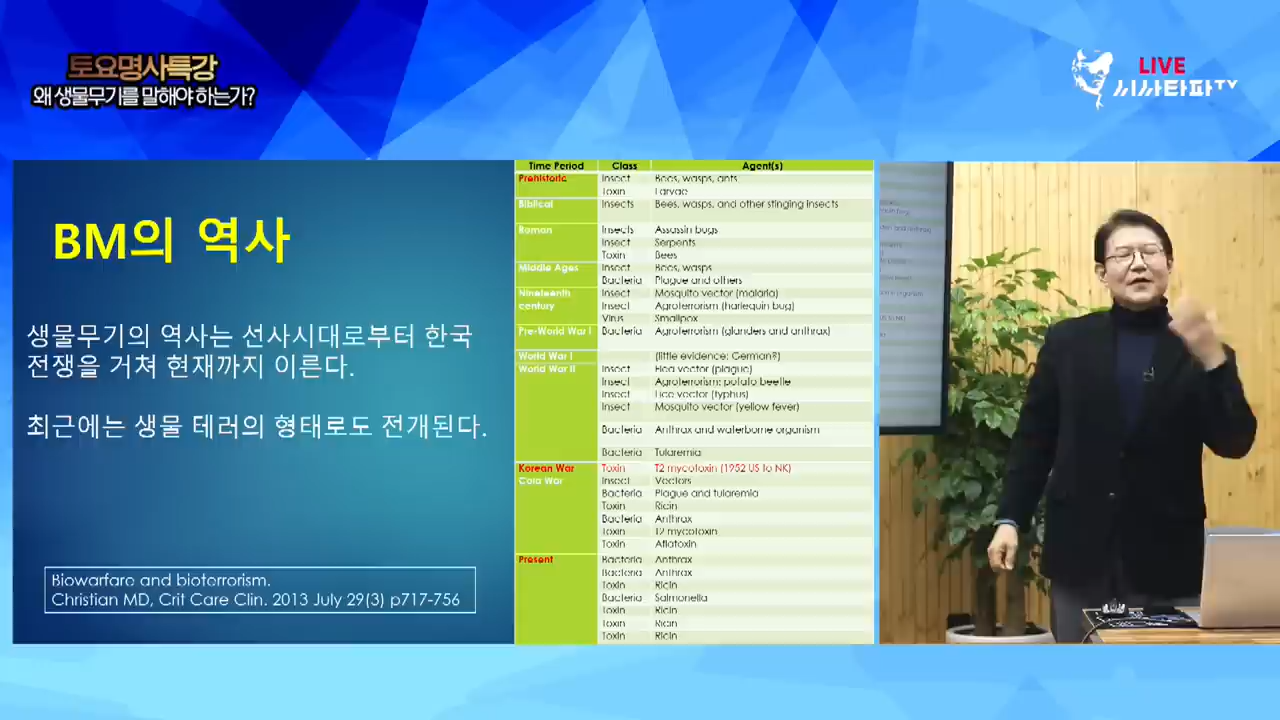 토요명사특강
왜 생물무기를 말해야 하는가?
LIVE
시사타파TV
BM의 역사
생물무기의 역사는 선사시대로부터 한국
전쟁을 거쳐 현재까지 이른다.
최근에는 생물 테러의 형태로도 전개된다.
Biowarfare and bioterrorism.
Christian MD, Crit Care Clin. 2013 July 29(3) p717-756
Time Period Class Agent(s)
Prehistoric Insect Bees, wasps, ants
Toxin Larvae
Biblical Insects Bees, wasps, and other stinging insects
Roman Insects Assassin bugs
Insect Serpents
Toxin Bees
Middle Ages Insect Bees, wasps
Bacteria Plague and others
Nineteenth Insect Mosquito vector (malaria)
century Insect Agroterrorism (harlequin bug)
Virus Smallpox
Pre-World War I Bacteria Agroterrorism (glanders and anthrax)
World War I (little evidence: German?)
World War II Insect Flea vector (plague)
Insect Agroterrorism: potato beetle
Insect Lice vector (typhus)
Insect Mosquito vector (yellow fever)
Bacteria Anthrax and waterborne organism
Bacteria Tularemia
Korean War Toxin T2 mycotoxin (1952 US to NK)
Cold War Insect Vectors
Bacteria Plague and tularemia
Toxin Ricin
Bacteria Anthrax
Toxin T2 mycotoxin
Toxin Aflatoxin
Present Bacteria Anthrax
Bacteria Anthrax
Toxin Ricin
Bacteria Salmonella
Toxin Ricin
Toxin Ricin
Toxin Ricin